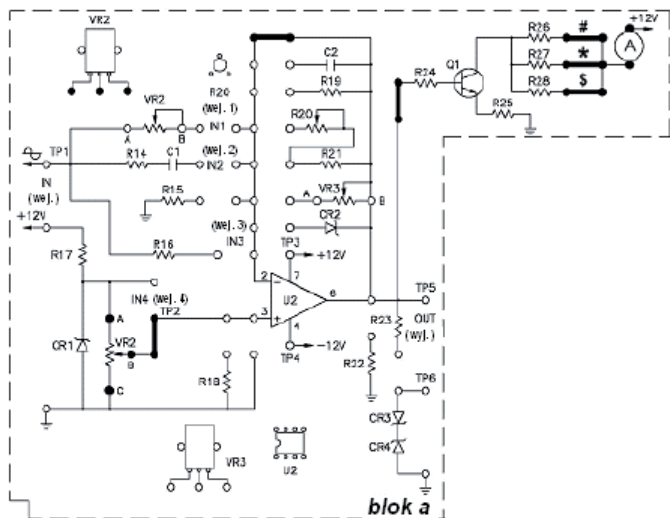 VR2
R20
(wej. 1)
VR2
A
B
IN1
TP1
R14
C1
(wej. 2)
IN2
IN
(wej.)
R15
+12V
R17
R16
(wej. 3)
IN3
IN4 (wej. 4)
TP2
A
VR2
B
C
CR1
R18
VR3
U2
C2
R19
R20
R21
A
VR3
B
CR2
TP3
+12V
7
2
−
U2
6
3
+
4
TP4
−12V
TP5
OUT
(wyj.)
R23
R22
TP6
CR3
CR4
R24
Q1
R25
R26
#
R27
*
R28
$
+12V
A
blok a